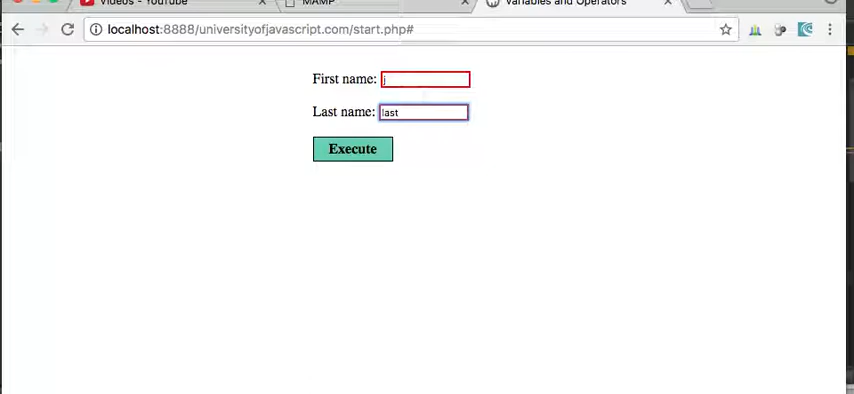 Videos - YouTube
MAMP
Variables and Operators
localhost:8888/universityofjavascript.com/start.php#
First name: j
Last name: last
Execute